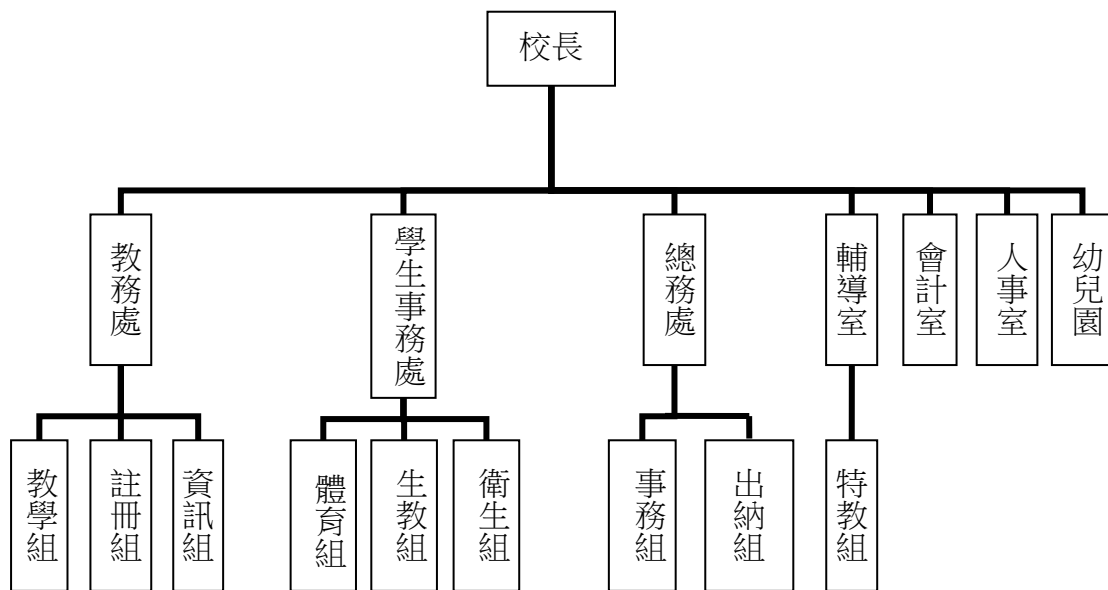 校長
教務處
學生事務處
總務處
輔導室
會計室
人事室
幼兒園
教學組
註冊組
資訊組
體育組
生教組
衛生組
事務組
出納組
特教組